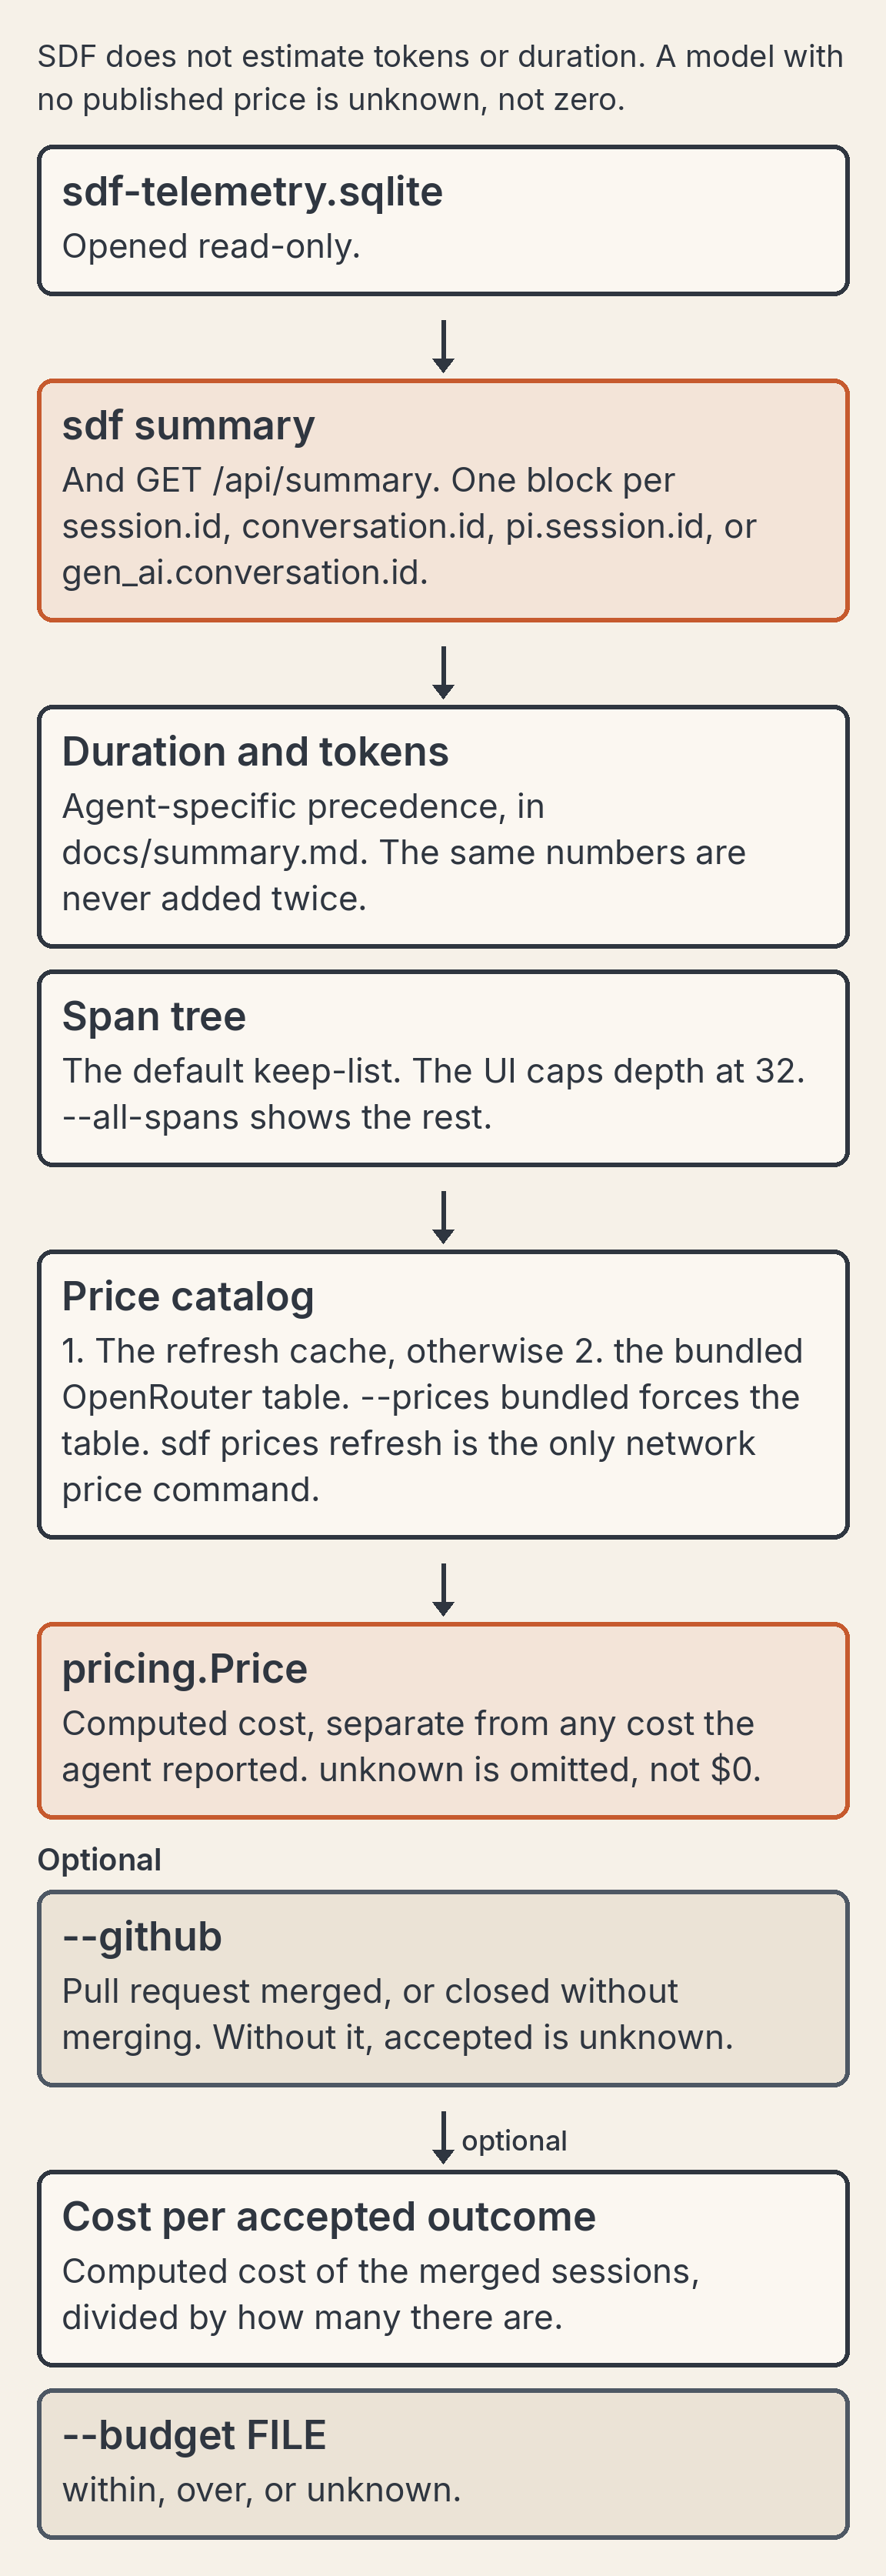 SDF does not estimate tokens or duration. A model with
no published price is unknown, not zero.
sdf-telemetry.sqlite
Opened read-only.
sdf summary
And GET /api/summary. One block per
session.id, conversation.id, pi.session.id, or
gen_ai.conversation.id.
Duration and tokens
Agent-specific precedence, in
docs/summary.md. The same numbers are
never added twice.
Span tree
The default keep-list. The UI caps depth at 32.
--all-spans shows the rest.
Price catalog
1. The refresh cache, otherwise 2. the bundled
OpenRouter table. --prices bundled forces the
table. sdf prices refresh is the only network
price command.
pricing.Price
Computed cost, separate from any cost the
agent reported. unknown is omitted, not $0.
Optional
--github
Pull request merged, or closed without
merging. Without it, accepted is unknown.
optional
Cost per accepted outcome
Computed cost of the merged sessions,
divided by how many there are.
--budget FILE
within, over, or unknown.